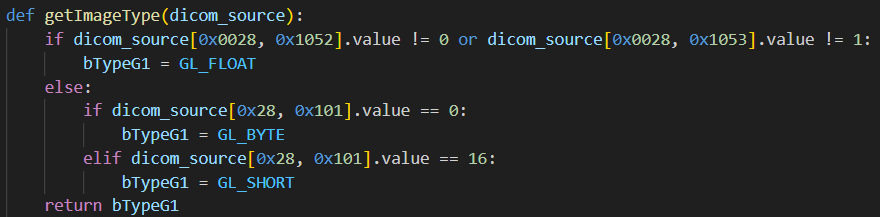 def getImageType(dicom_source):
    if dicom_source[0x0028, 0x1052].value != 0 or dicom_source[0x0028, 0x1053].value != 1:
        bTypeG1 = GL_FLOAT
    else:
        if dicom_source[0x28, 0x101].value == 0:
            bTypeG1 = GL_BYTE
        elif dicom_source[0x28, 0x101].value == 16:
            bTypeG1 = GL_SHORT
    return bTypeG1